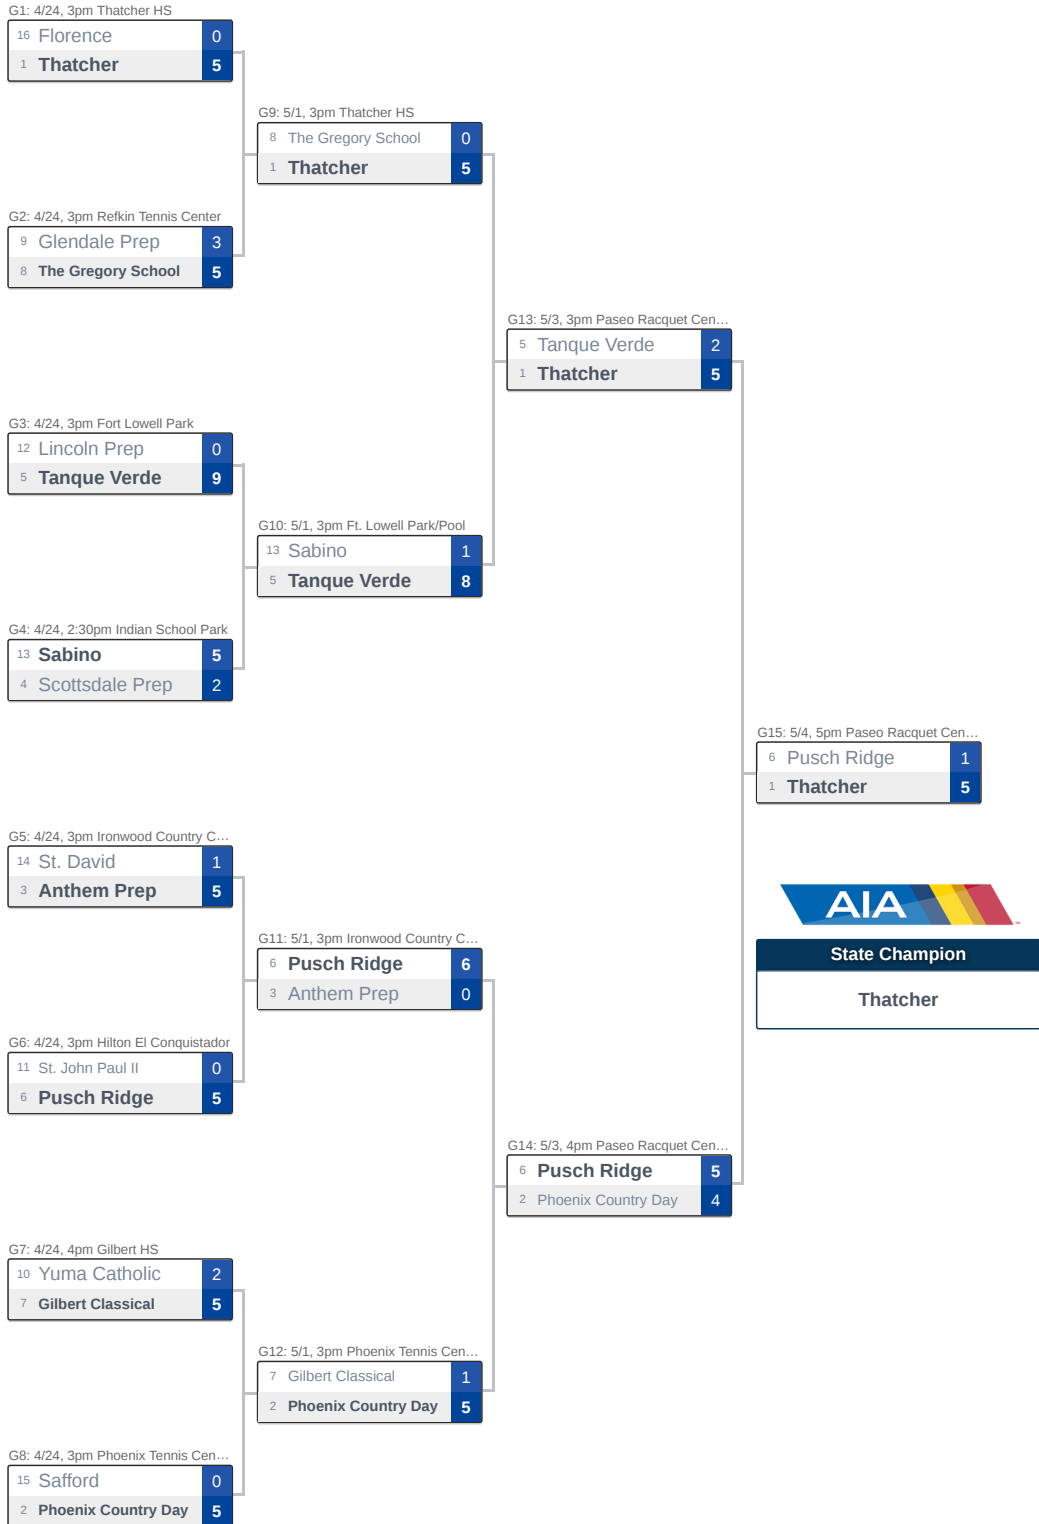 G1: 4/24, 3pm Thatcher HS
16 Florence 0
1 Thatcher 5
G9: 5/1, 3pm Thatcher HS
8 The Gregory School 0
1 Thatcher 5
G2: 4/24, 3pm Refkin Tennis Center
9 Glendale Prep 3
8 The Gregory School 5
G13: 5/3, 3pm Paseo Racquet Cen…
5 Tanque Verde 2
1 Thatcher 5
G3: 4/24, 3pm Fort Lowell Park
12 Lincoln Prep 0
5 Tanque Verde 9
G10: 5/1, 3pm Ft. Lowell Park/Pool
13 Sabino 1
5 Tanque Verde 8
G4: 4/24, 2:30pm Indian School Park
13 Sabino 5
4 Scottsdale Prep 2
G15: 5/4, 5pm Paseo Racquet Cen…
6 Pusch Ridge 1
1 Thatcher 5
G5: 4/24, 3pm Ironwood Country C…
14 St. David 1
3 Anthem Prep 5
AIA
G11: 5/1, 3pm Ironwood Country C…
6 Pusch Ridge 6
3 Anthem Prep 0
State Champion
Thatcher
G6: 4/24, 3pm Hilton El Conquistador
11 St. John Paul II 0
6 Pusch Ridge 5
G14: 5/3, 4pm Paseo Racquet Cen…
6 Pusch Ridge 5
2 Phoenix Country Day 4
G7: 4/24, 4pm Gilbert HS
10 Yuma Catholic 2
7 Gilbert Classical 5
G12: 5/1, 3pm Phoenix Tennis Cen…
7 Gilbert Classical 1
2 Phoenix Country Day 5
G8: 4/24, 3pm Phoenix Tennis Cen…
15 Safford 0
2 Phoenix Country Day 5